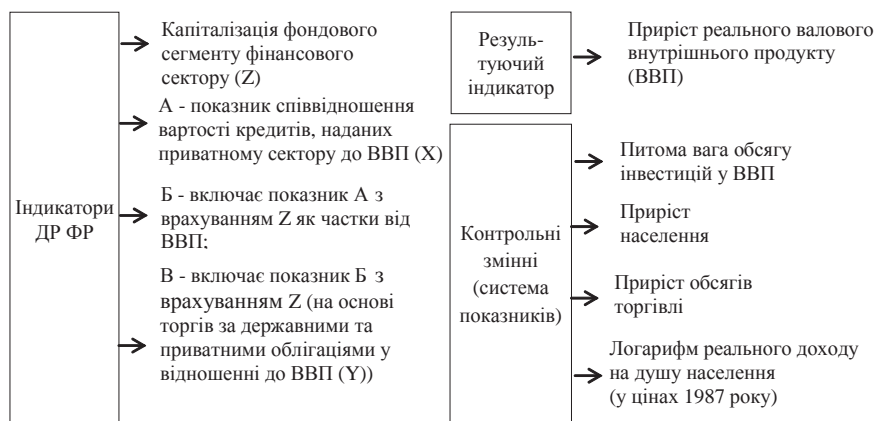 Індикатори
ДР ФР
Капіталізація фондового
сегменту фінансового
сектору (Z)
А - показник співвідношення
вартості кредитів, наданих
приватному сектору до ВВП (X)
Б - включає показник А з
врахуванням Z як частки від
ВВП;
В - включає показник Б з
врахуванням Z (на основі
торгів за державними та
приватними облігаціями у
відношенні до ВВП (Y))
Резуль-
туючий
індикатор
Приріст реального валового
внутрішнього продукту
(ВВП)
Контрольні
змінні
(система
показників)
Питома вага обсягу
інвестицій у ВВП
Приріст
населення
Приріст обсягів
торгівлі
Логарифм реального доходу
на душу населення
(у цінах 1987 року)